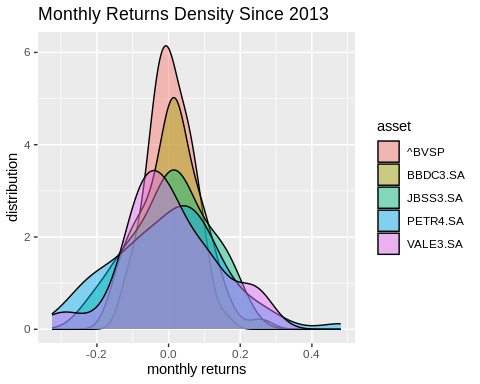 Monthly Returns Density Since 2013
distribution
6
4
2
0
-0.2
0.0
0.2
0.4
monthly returns
asset
^BVSP
BBDC3.SA
JBSS3.SA
PETR4.SA
VALE3.SA